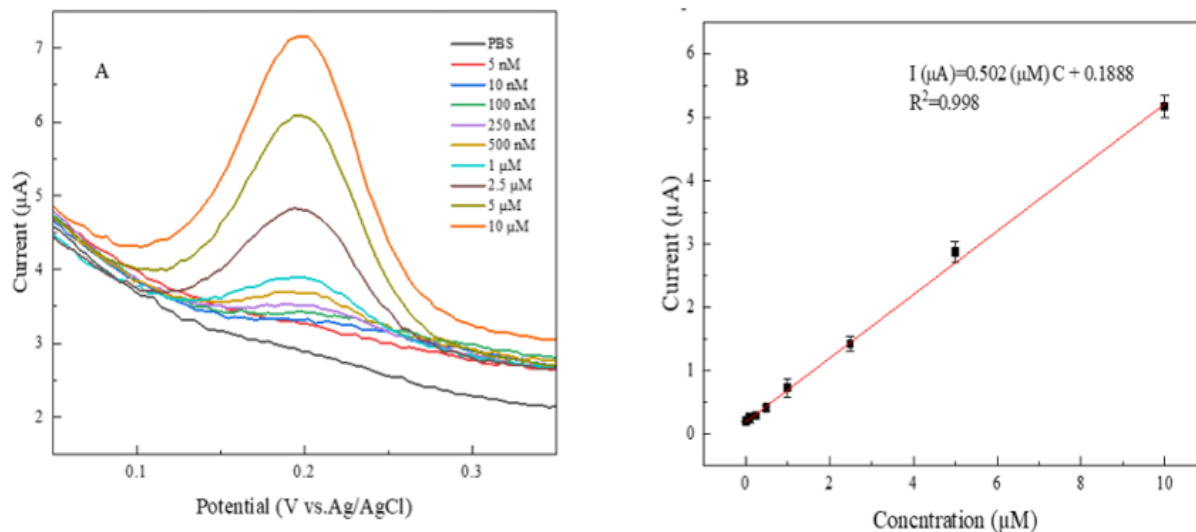 A
PBS
5 nM
10 nM
100 nM
250 nM
500 nM
1 μM
2.5 μM
5 μM
10 μM
7
6
5
4
3
2
Current (μA)
0.1
0.2
0.3
Potential (V vs.Ag/AgCl)
B
I (μA)=0.502 (μM) C + 0.1888
R²=0.998
6
5
4
3
2
1
0
Current (μA)
0
2
4
6
8
10
Concntration (μM)